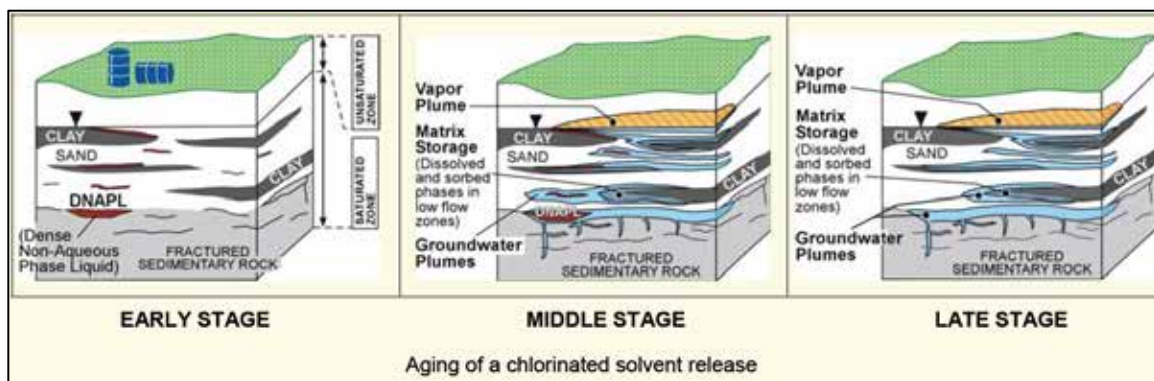 UNSATURATED
ZONE
SATURATED
ZONE
CLAY
SAND
CLAY
DNAPL
(Dense
Non-Aqueous
Phase Liquid)
FRACTURED
SEDIMENTARY ROCK
EARLY STAGE
Vapor
Plume
CLAY
Matrix
Storage
(Dissolved
and sorbed
phases in
low flow
zones)
SAND
CLAY
DNAPL
Groundwater
Plumes
FRACTURED
SEDIMENTARY ROCK
MIDDLE STAGE
Vapor
Plume
CLAY
Matrix
Storage
(Dissolved
and sorbed
phases in
low flow
zones)
SAND
CLAY
Groundwater
Plumes
FRACTURED
SEDIMENTARY ROCK
LATE STAGE
Aging of a chlorinated solvent release